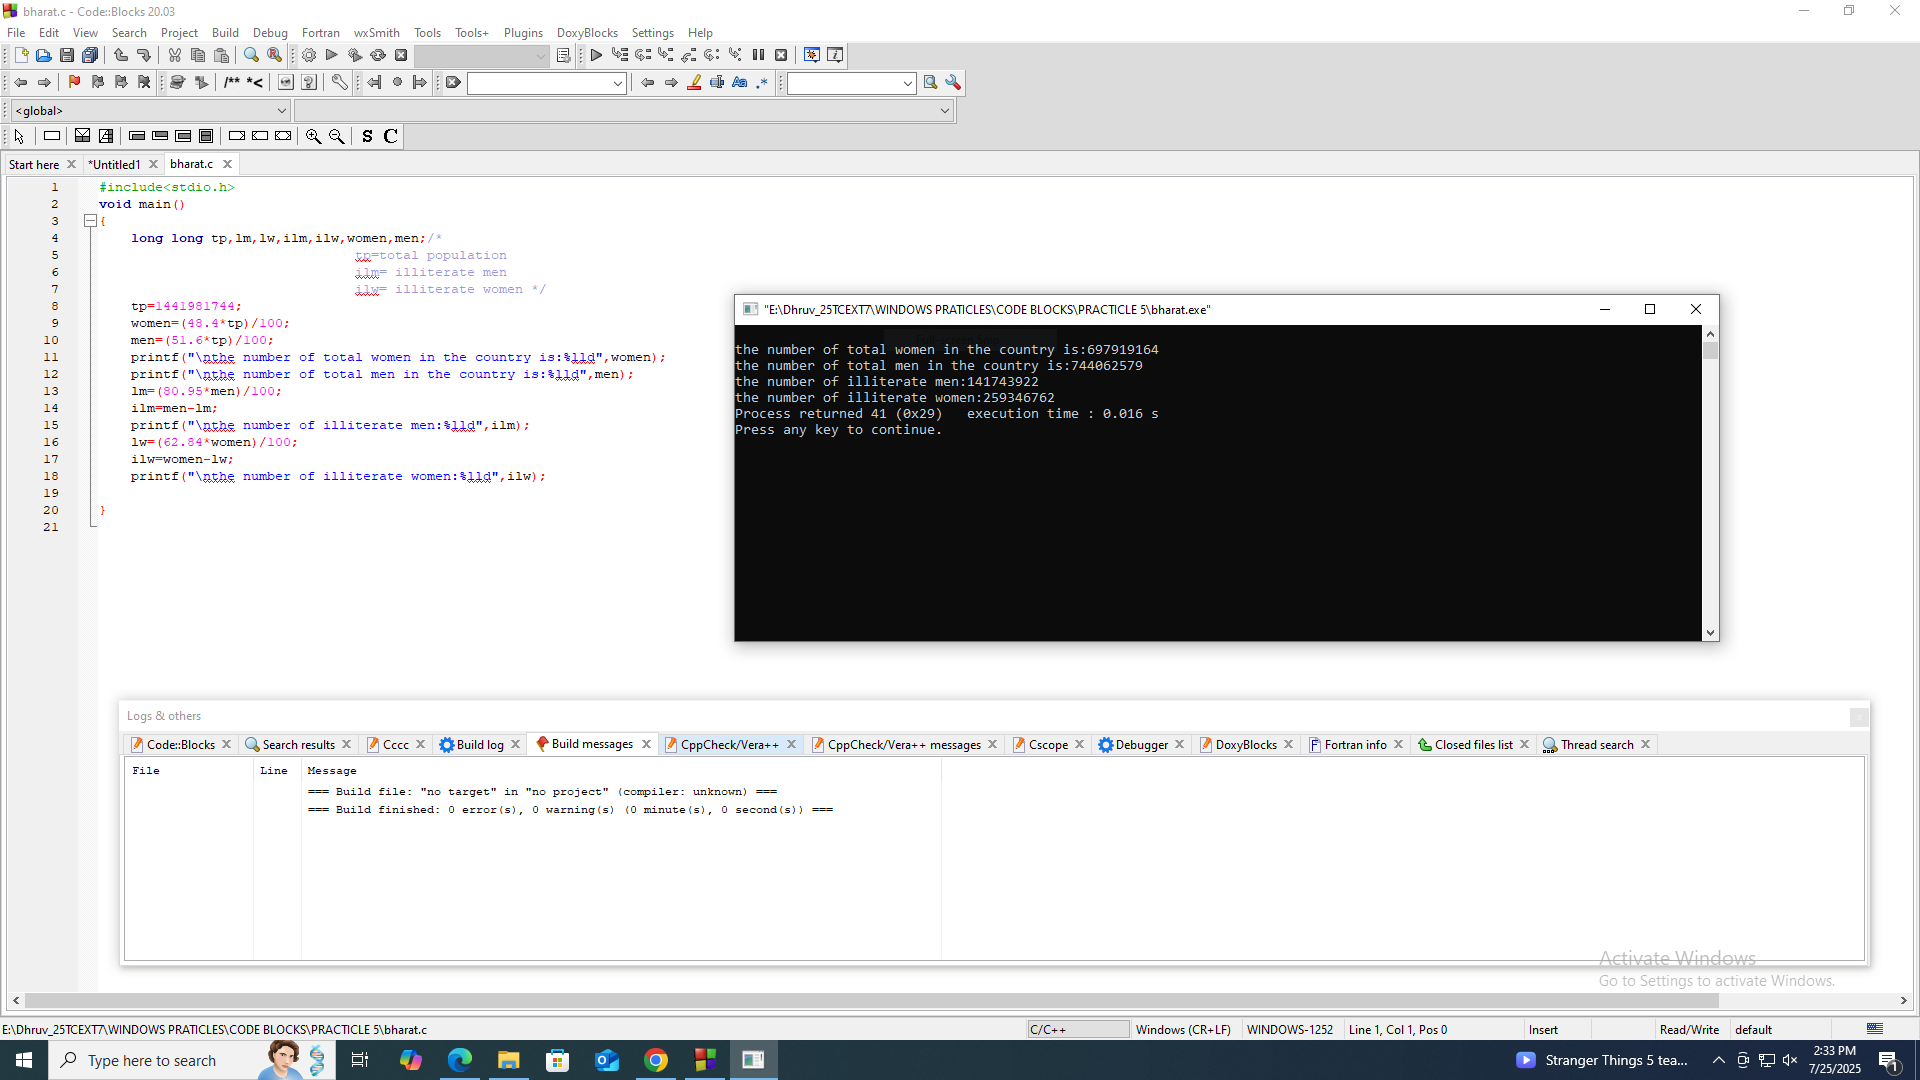 bharat.c - Code::Blocks 20.03
File Edit View Search Project Build Debug Fortran wxSmith Tools Tools+ Plugins DoxyBlocks Settings Help
/** *<
Aa .*
<global>
S C
Start here *Untitled1 bharat.c
1 #include<stdio.h>
2 void main()
3 {
4 long long tp,lm,lw,ilm,ilw,women,men;/*
5 tp=total population
6 ilm= illiterate men
7 ilw= illiterate women */
8 tp=1441981744;
9 women=(48.4*tp)/100;
10 men=(51.6*tp)/100;
11 printf("\nthe number of total women in the country is:%lld",women);
12 printf("\nthe number of total men in the country is:%lld",men);
13 lm=(80.95*men)/100;
14 ilm=men-lm;
15 printf("\nthe number of illiterate men:%lld",ilm);
16 lw=(62.84*women)/100;
17 ilw=women-lw;
18 printf("\nthe number of illiterate women:%lld",ilw);
19
20 }
21
"E:\Dhruv_25TCEXT7\WINDOWS PRATICLES\CODE BLOCKS\PRACTICLE 5\bharat.exe"
the number of total women in the country is:697919164
the number of total men in the country is:744062579
the number of illiterate men:141743922
the number of illiterate women:259346762
Process returned 41 (0x29)   execution time : 0.016 s
Press any key to continue.
Logs & others
Code::Blocks Search results Cccc Build log Build messages CppCheck/Vera++ CppCheck/Vera++ messages Cscope Debugger DoxyBlocks Fortran info Closed files list Thread search
File Line Message
=== Build file: "no target" in "no project" (compiler: unknown) ===
=== Build finished: 0 error(s), 0 warning(s) (0 minute(s), 0 second(s)) ===
Activate Windows
Go to Settings to activate Windows.
E:\Dhruv_25TCEXT7\WINDOWS PRATICLES\CODE BLOCKS\PRACTICLE 5\bharat.c C/C++ Windows (CR+LF) WINDOWS-1252 Line 1, Col 1, Pos 0 Insert Read/Write default
Type here to search
Stranger Things 5 tea...
2:33 PM
7/25/2025
1